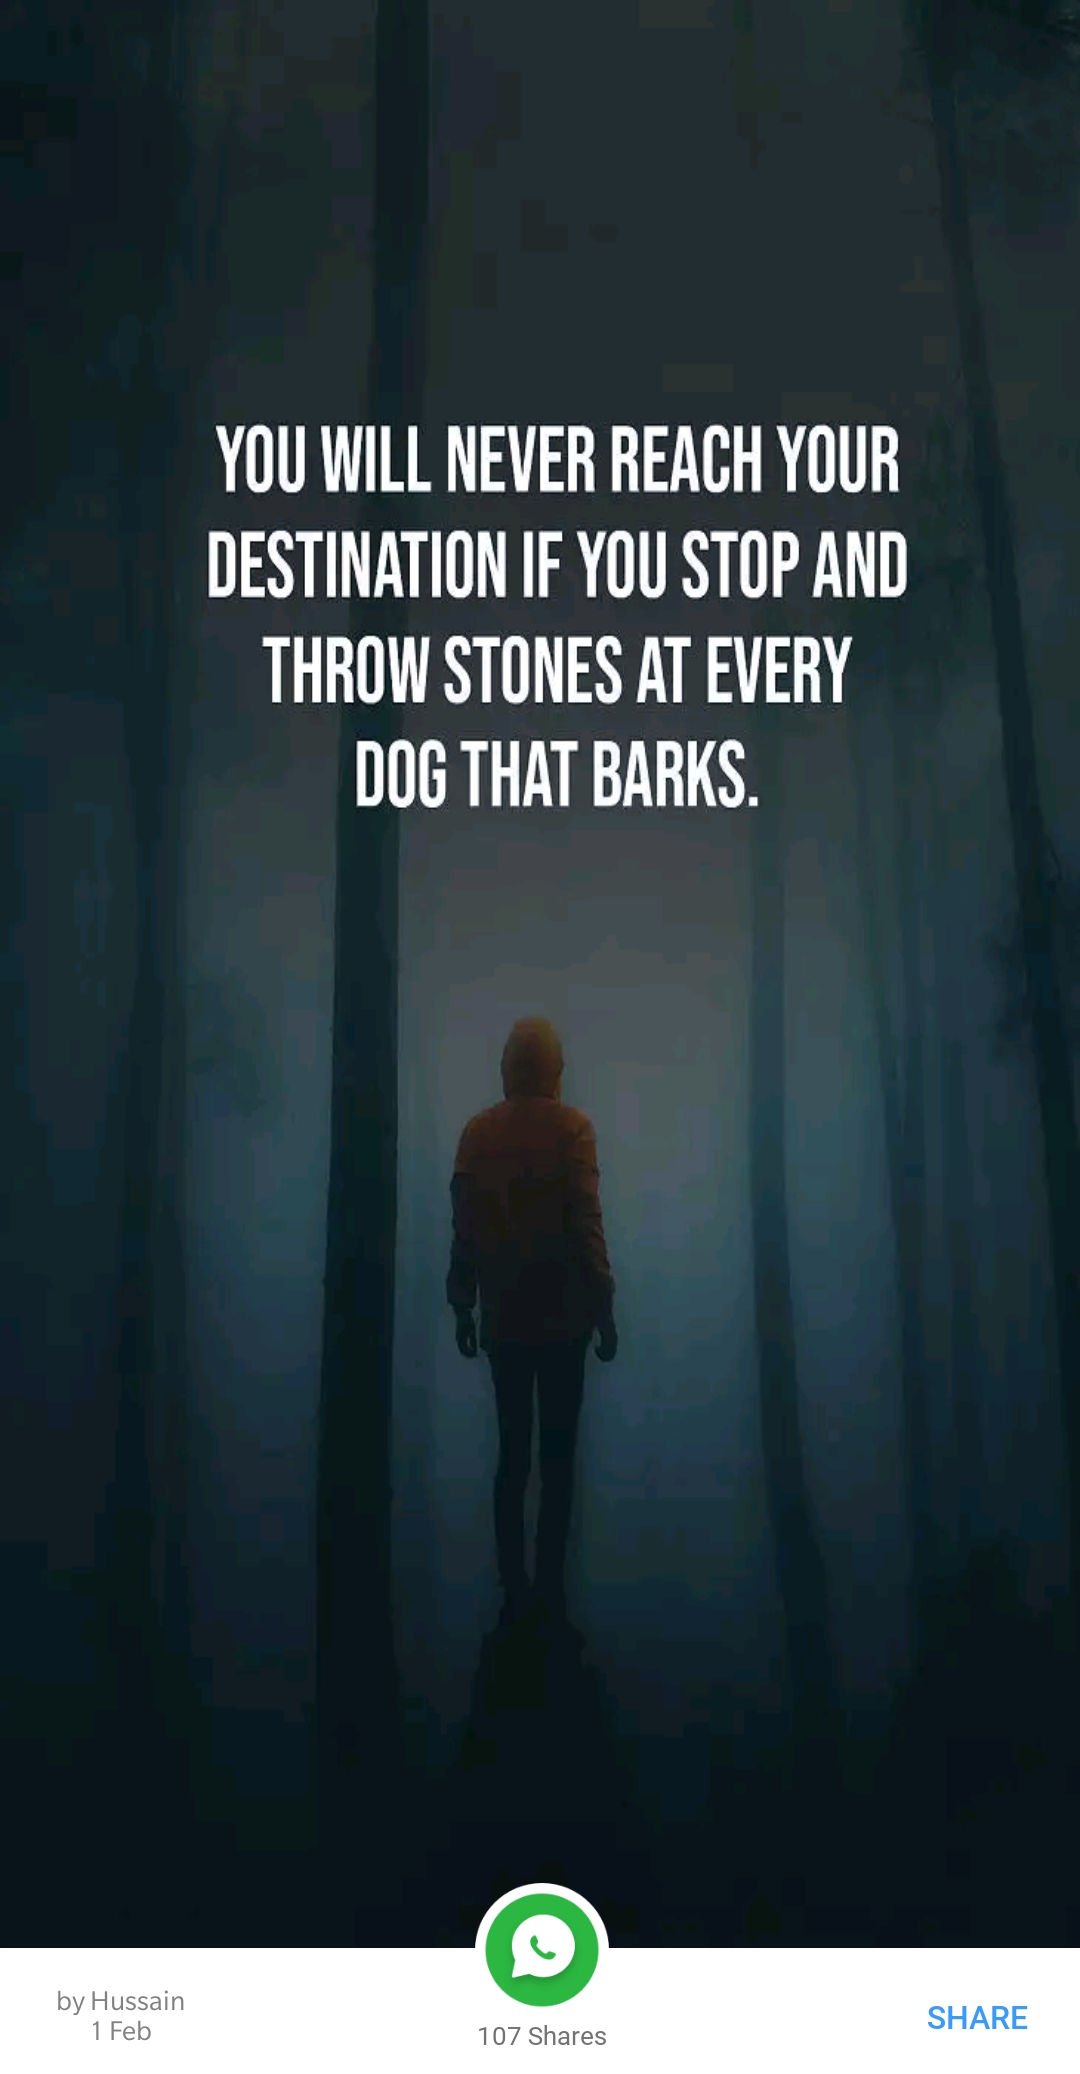 YOU WILL NEVER REACH YOUR
DESTINATION IF YOU STOP AND
THROW STONES AT EVERY
DOG THAT BARKS.
by Hussain
1 Feb
107 Shares
SHARE